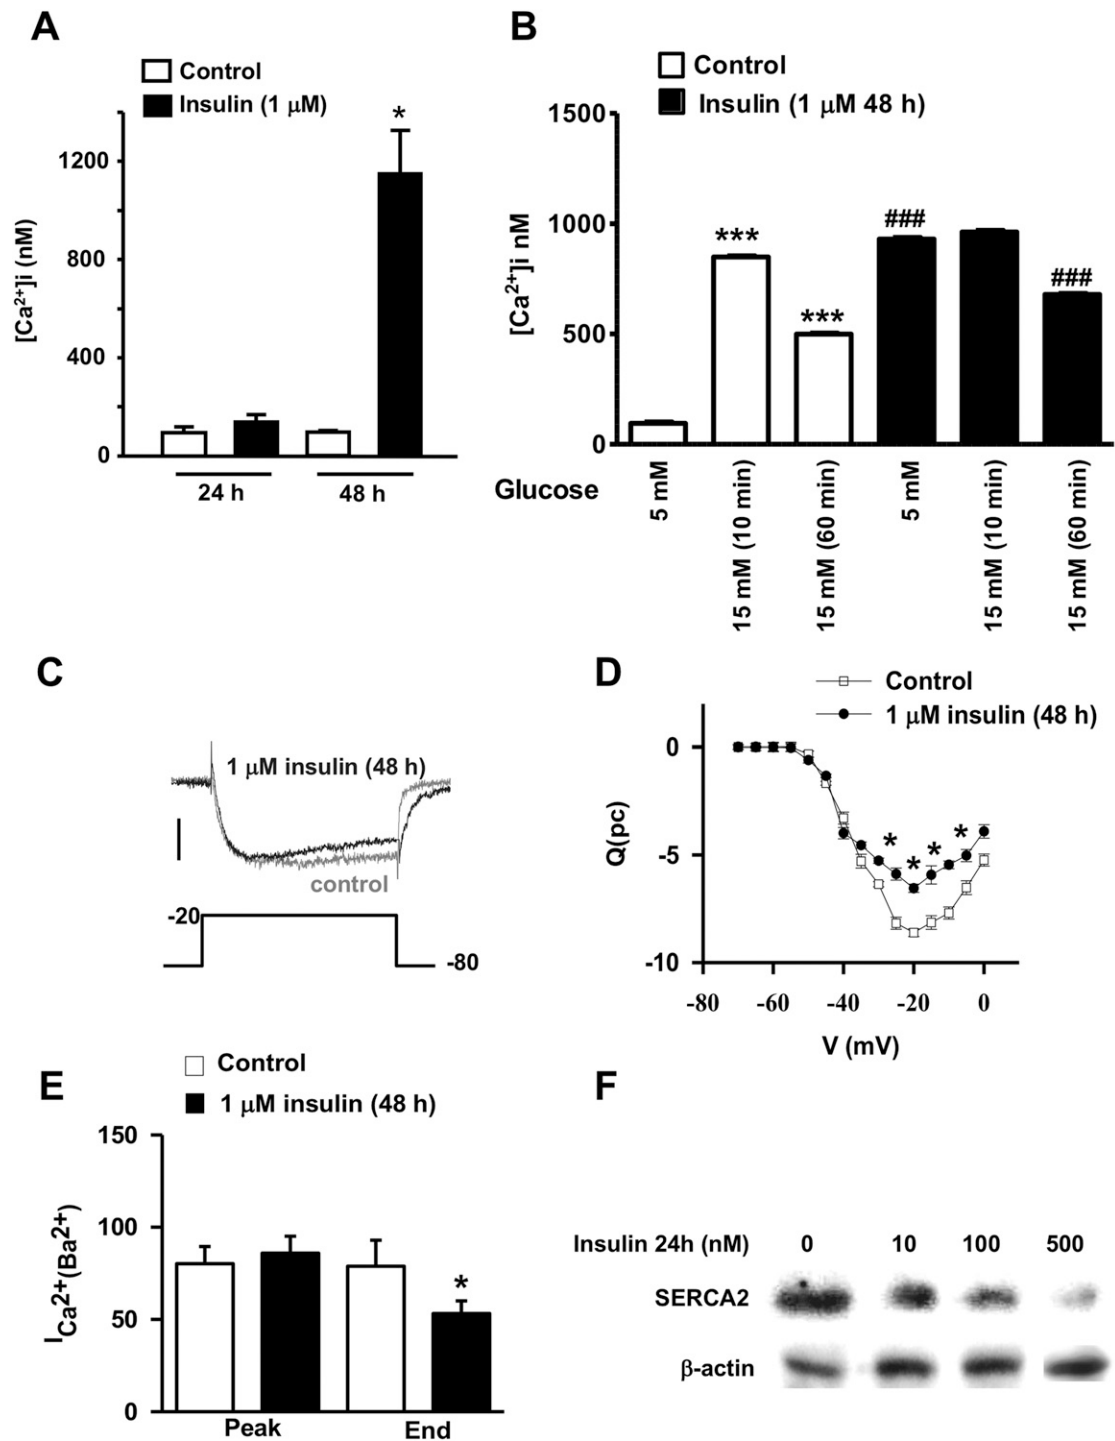 A
Control
Insulin (1 μM)
*
1200
800
400
0
[Ca²⁺]i (nM)
24 h
48 h
B
Control
Insulin (1 μM 48 h)
1500
1000
500
0
[Ca²⁺]i nM
***
***
###
###
Glucose
5 mM
15 mM (10 min)
15 mM (60 min)
5 mM
15 mM (10 min)
15 mM (60 min)
C
1 μM insulin (48 h)
control
-20
-80
D
Control
1 μM insulin (48 h)
0
-5
-10
Q(pc)
*
*
*
*
-80
-60
-40
-20
0
V (mV)
E
Control
1 μM insulin (48 h)
150
100
50
0
I Ca²⁺(Ba²⁺)
*
Peak
End
F
Insulin 24h (nM) 0 10 100 500
SERCA2
β-actin